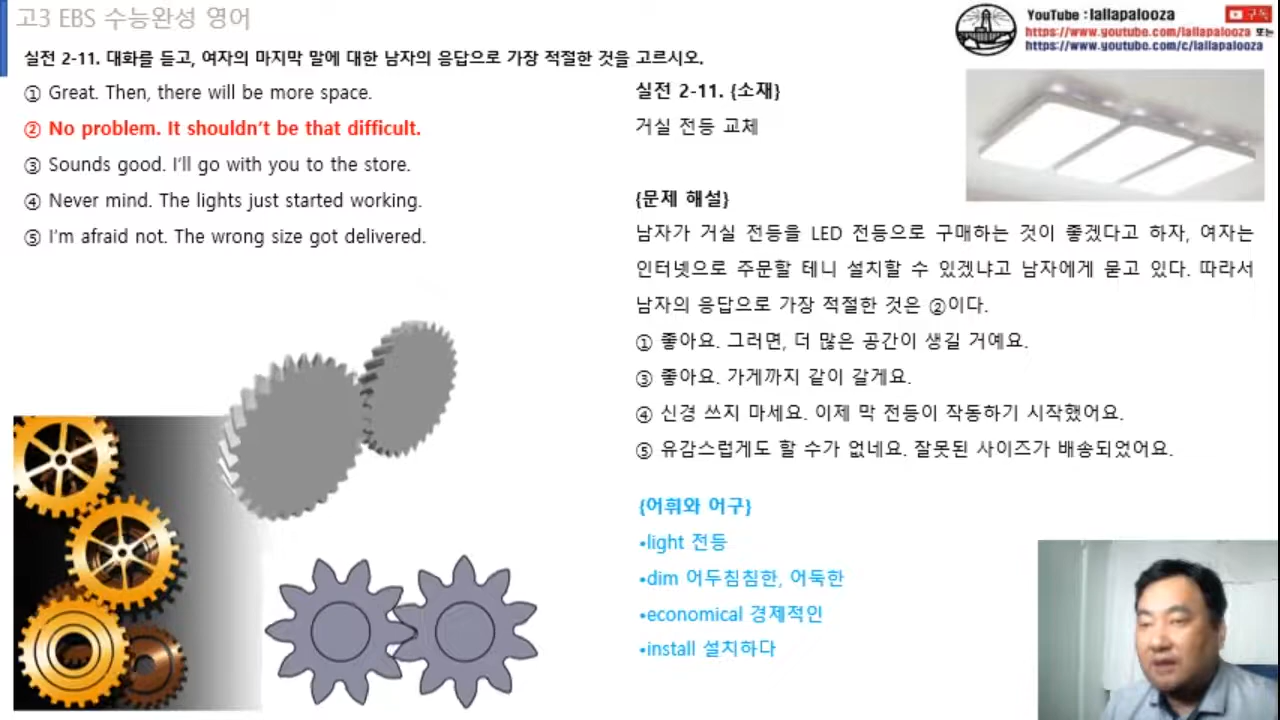 고3 EBS 수능완성 영어
YouTube : lallapalooza
구독
https://www.youtube.com/lallapalooza 또는
https://www.youtube.com/c/lallapalooza
실전 2-11. 대화를 듣고, 여자의 마지막 말에 대한 남자의 응답으로 가장 적절한 것을 고르시오.
① Great. Then, there will be more space.
② No problem. It shouldn't be that difficult.
③ Sounds good. I'll go with you to the store.
④ Never mind. The lights just started working.
⑤ I'm afraid not. The wrong size got delivered.
실전 2-11. {소재}
거실 전등 교체
{문제 해설}
남자가 거실 전등을 LED 전등으로 구매하는 것이 좋겠다고 하자, 여자는
인터넷으로 주문할 테니 설치할 수 있겠냐고 남자에게 묻고 있다. 따라서
남자의 응답으로 가장 적절한 것은 ②이다.
① 좋아요. 그러면, 더 많은 공간이 생길 거예요.
③ 좋아요. 가게까지 같이 갈게요.
④ 신경 쓰지 마세요. 이제 막 전등이 작동하기 시작했어요.
⑤ 유감스럽게도 할 수가 없네요. 잘못된 사이즈가 배송되었어요.
{어휘와 어구}
•light 전등
•dim 어두침침한, 어둑한
•economical 경제적인
•install 설치하다